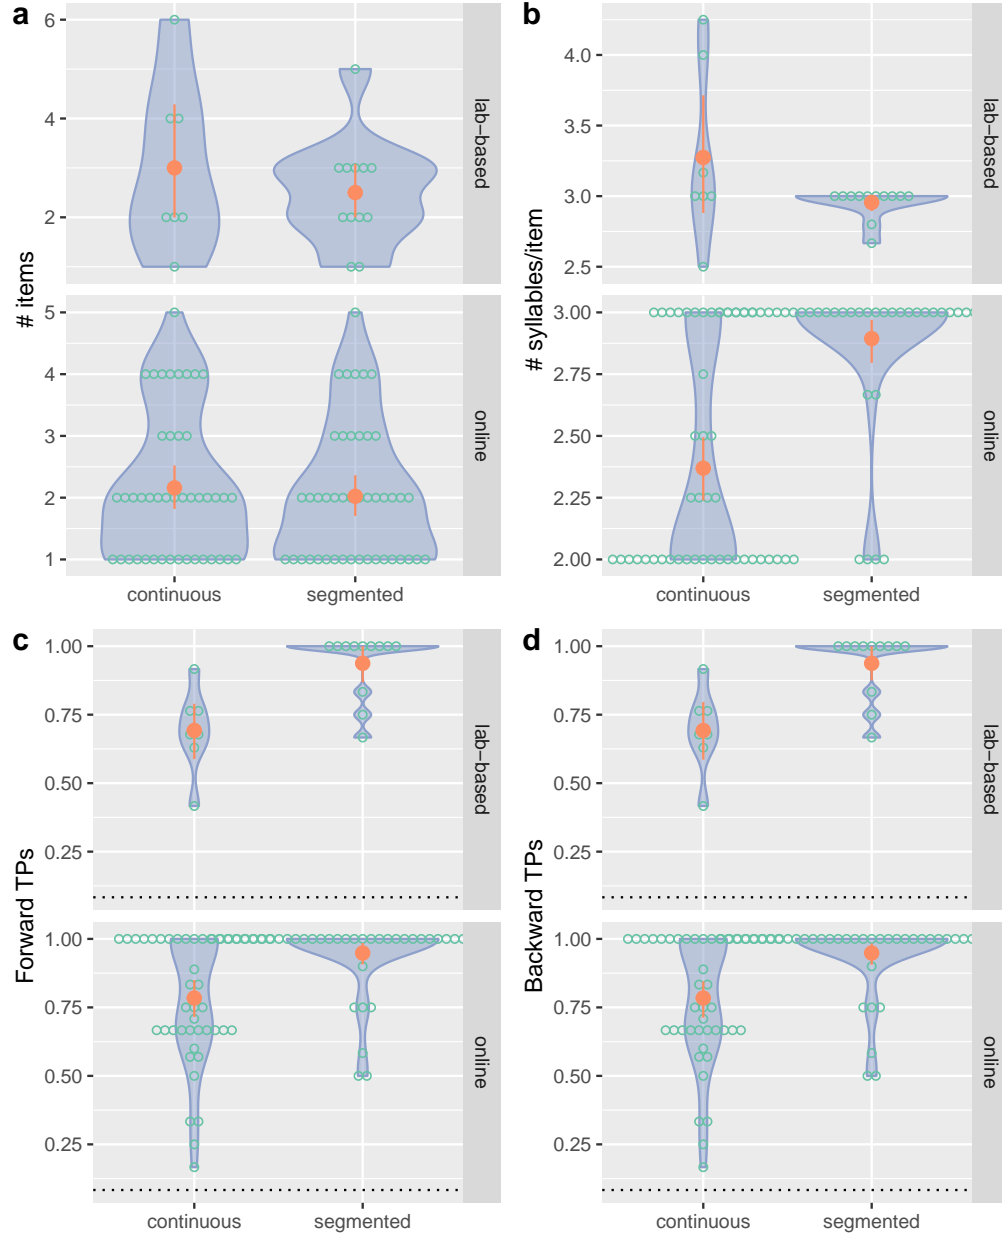 a
# items
6
4
2
lab−based
5
4
3
2
1
online
continuous segmented
b
# syllables/item
4.0
3.5
3.0
2.5
lab−based
3.00
2.75
2.50
2.25
2.00
online
continuous segmented
c
Forward TPs
1.00
0.75
0.50
0.25
lab−based
1.00
0.75
0.50
0.25
online
continuous segmented
d
Backward TPs
1.00
0.75
0.50
0.25
lab−based
1.00
0.75
0.50
0.25
online
continuous segmented